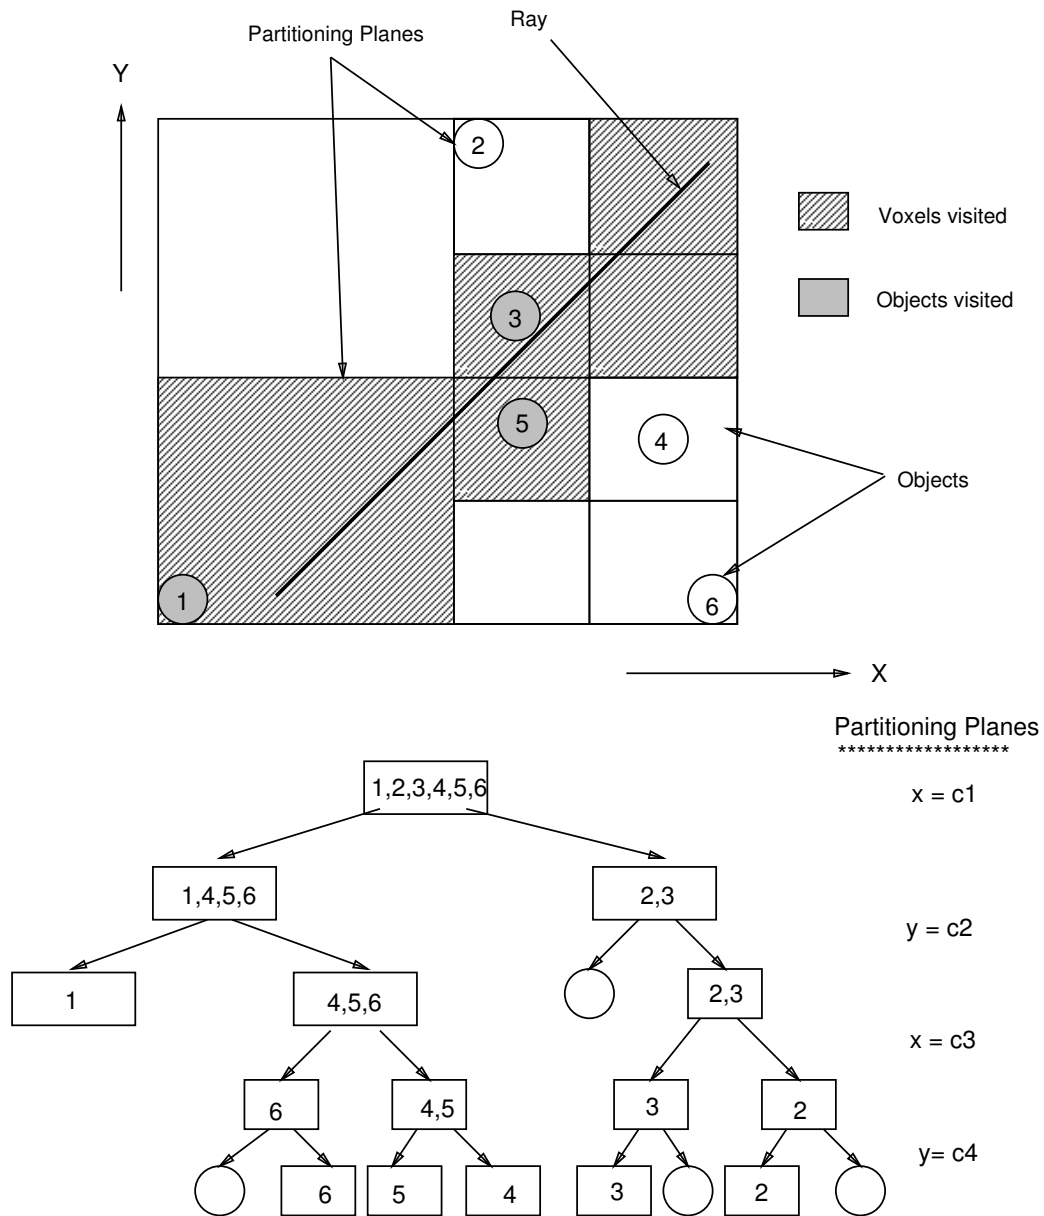 Ray
Partitioning Planes
Y
2
Voxels visited
3
Objects visited
5
4
Objects
1
6
X
Partitioning Planes
******************
1,2,3,4,5,6
x = c1
1,4,5,6
2,3
y = c2
1
4,5,6
2,3
x = c3
6
4,5
3
2
y= c4
6
5
4
3
2